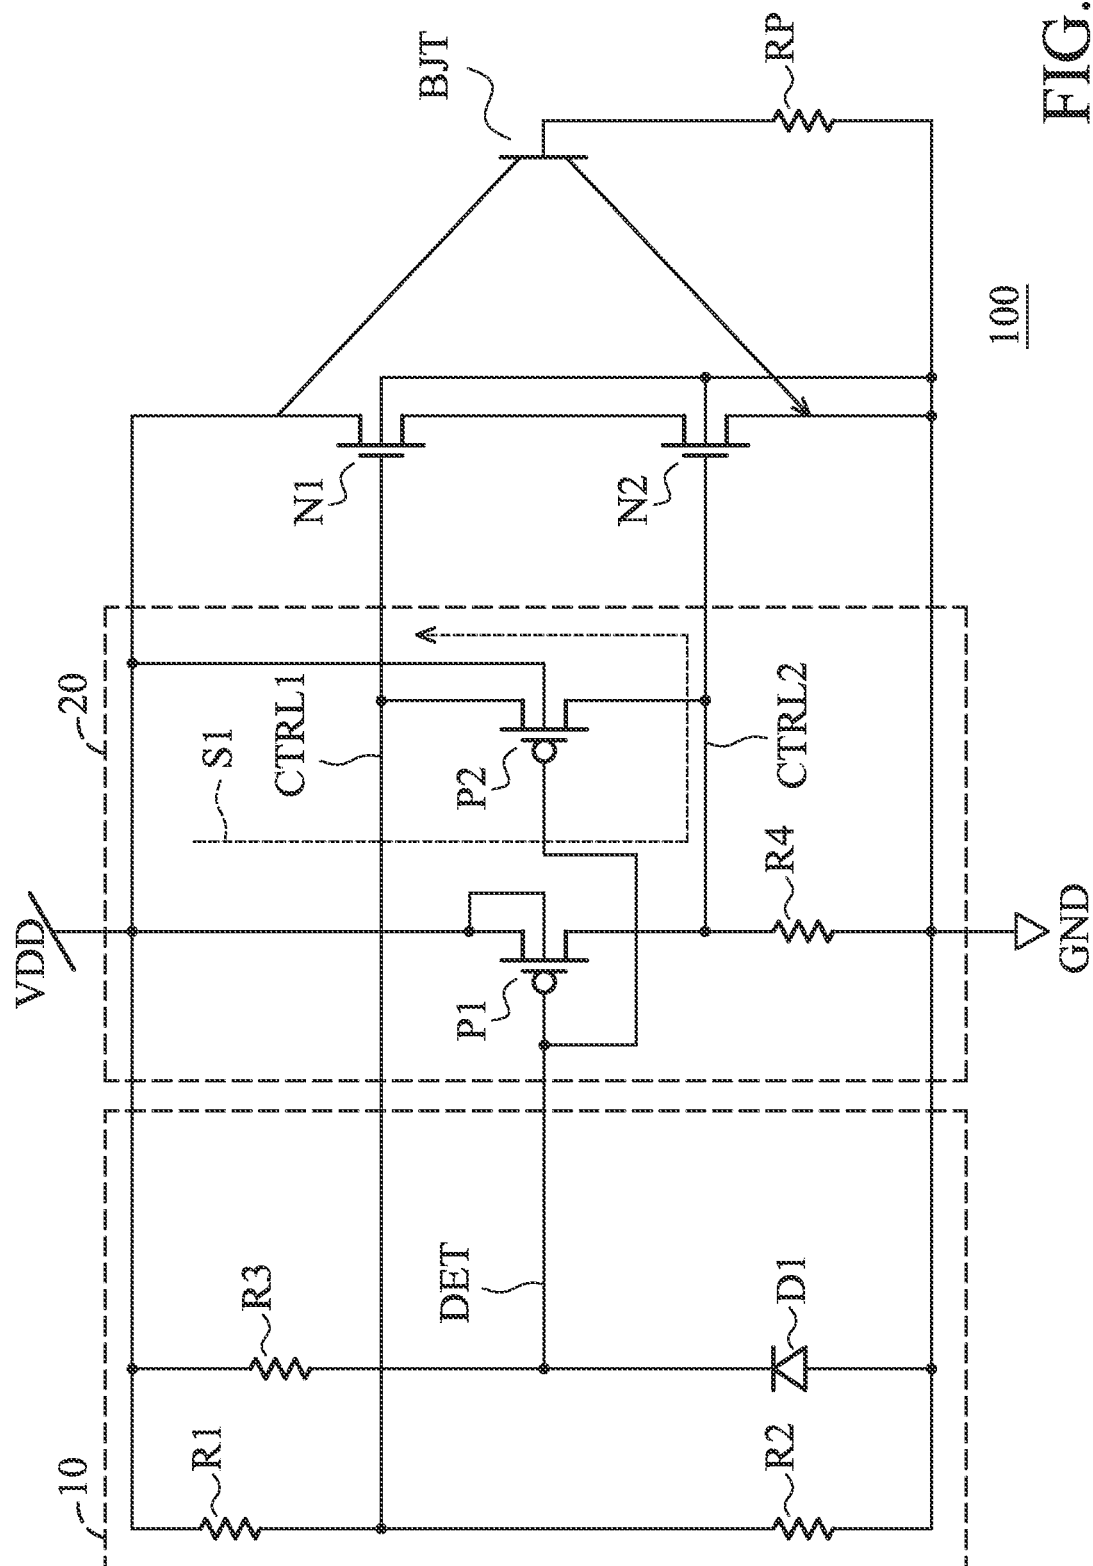 VDD
10
20
R1
R3
S1
CTRL1
N1
BJT
DET
P1
P2
N2
R2
D1
R4
CTRL2
RP
GND
100
FIG.